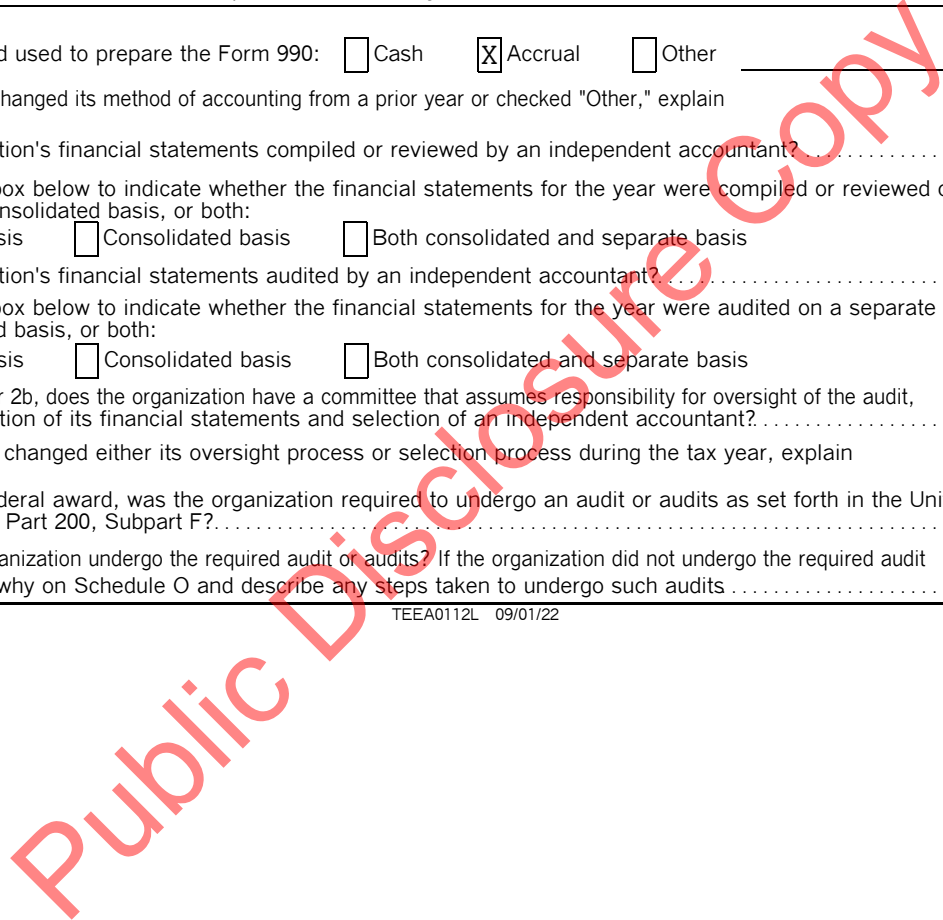 used to prepare the Form 990: Cash X Accrual Other
hanged its method of accounting from a prior year or checked "Other," explain
tion's financial statements compiled or reviewed by an independent accountant?
box below to indicate whether the financial statements for the year were compiled or reviewed
nsolidated basis, or both:
sis Consolidated basis Both consolidated and separate basis
tion's financial statements audited by an independent accountant?
box below to indicate whether the financial statements for the year were audited on a separate
d basis, or both:
sis Consolidated basis Both consolidated and separate basis
r 2b, does the organization have a committee that assumes responsibility for oversight of the audit,
tion of its financial statements and selection of an independent accountant?
changed either its oversight process or selection process during the tax year, explain
deral award, was the organization required to undergo an audit or audits as set forth in the Uni
Part 200, Subpart F?
anization undergo the required audit or audits? If the organization did not undergo the required audit
why on Schedule O and describe any steps taken to undergo such audits
TEEA0112L 09/01/22
Public Disclosure Copy